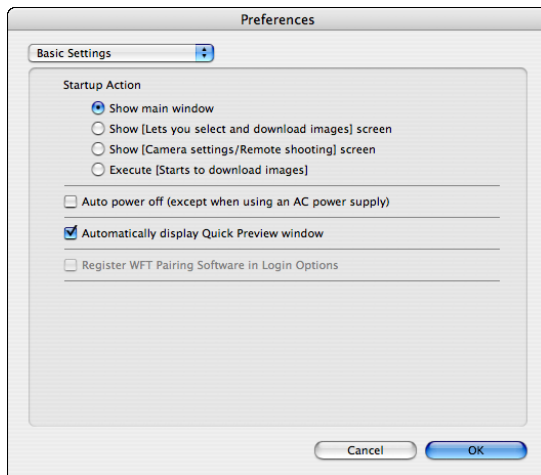 Preferences
Basic Settings
Startup Action
Show main window
Show [Lets you select and download images] screen
Show [Camera settings/Remote shooting] screen
Execute [Starts to download images]
Auto power off (except when using an AC power supply)
Automatically display Quick Preview window
Register WFT Pairing Software in Login Options
Cancel OK